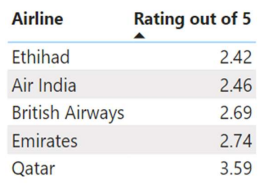 Airline Rating out of 5
Ethihad 2.42
Air India 2.46
British Airways 2.69
Emirates 2.74
Qatar 3.59